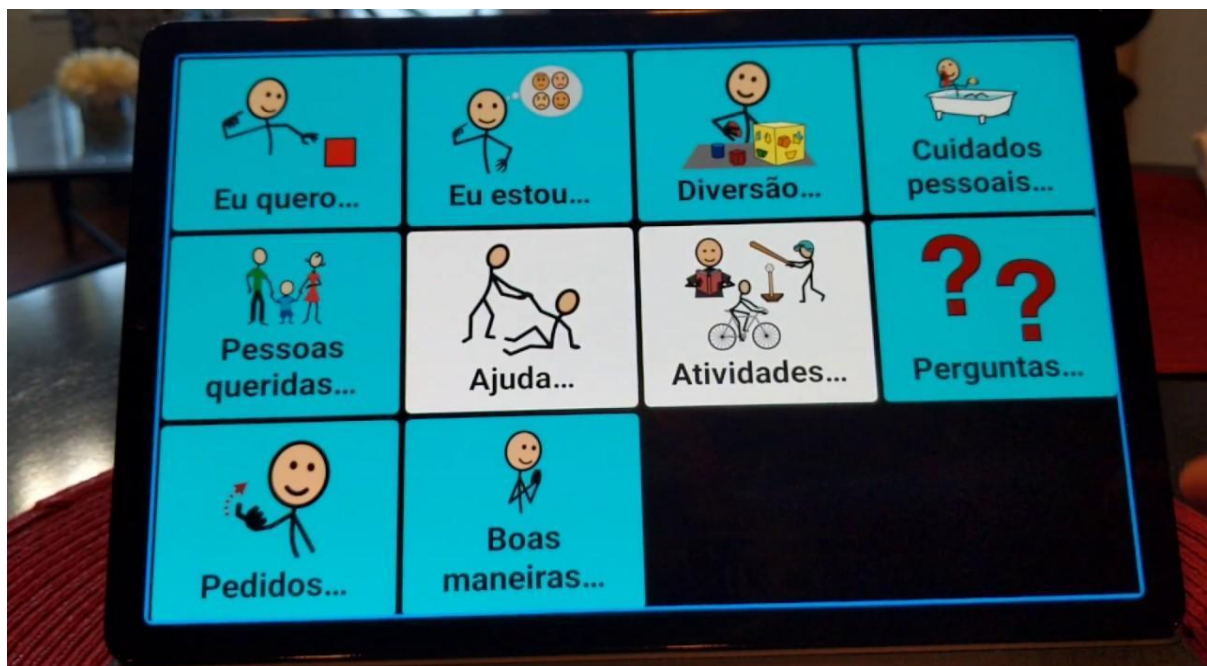 Eu quero...
Eu estou...
Diversão...
Cuidados
pessoais...
Pessoas
queridas...
Ajuda...
Atividades...
? ?
Perguntas...
Pedidos...
Boas
maneiras...